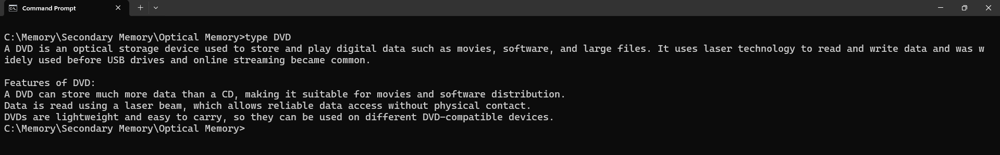 Command Prompt
C:\Memory\Secondary Memory\Optical Memory>type DVD
A DVD is an optical storage device used to store and play digital data such as movies, software, and large files. It uses laser technology to read and write data and was w
idely used before USB drives and online streaming became common.
Features of DVD:
A DVD can store much more data than a CD, making it suitable for movies and software distribution.
Data is read using a laser beam, which allows reliable data access without physical contact.
DVDs are lightweight and easy to carry, so they can be used on different DVD-compatible devices.
C:\Memory\Secondary Memory\Optical Memory>